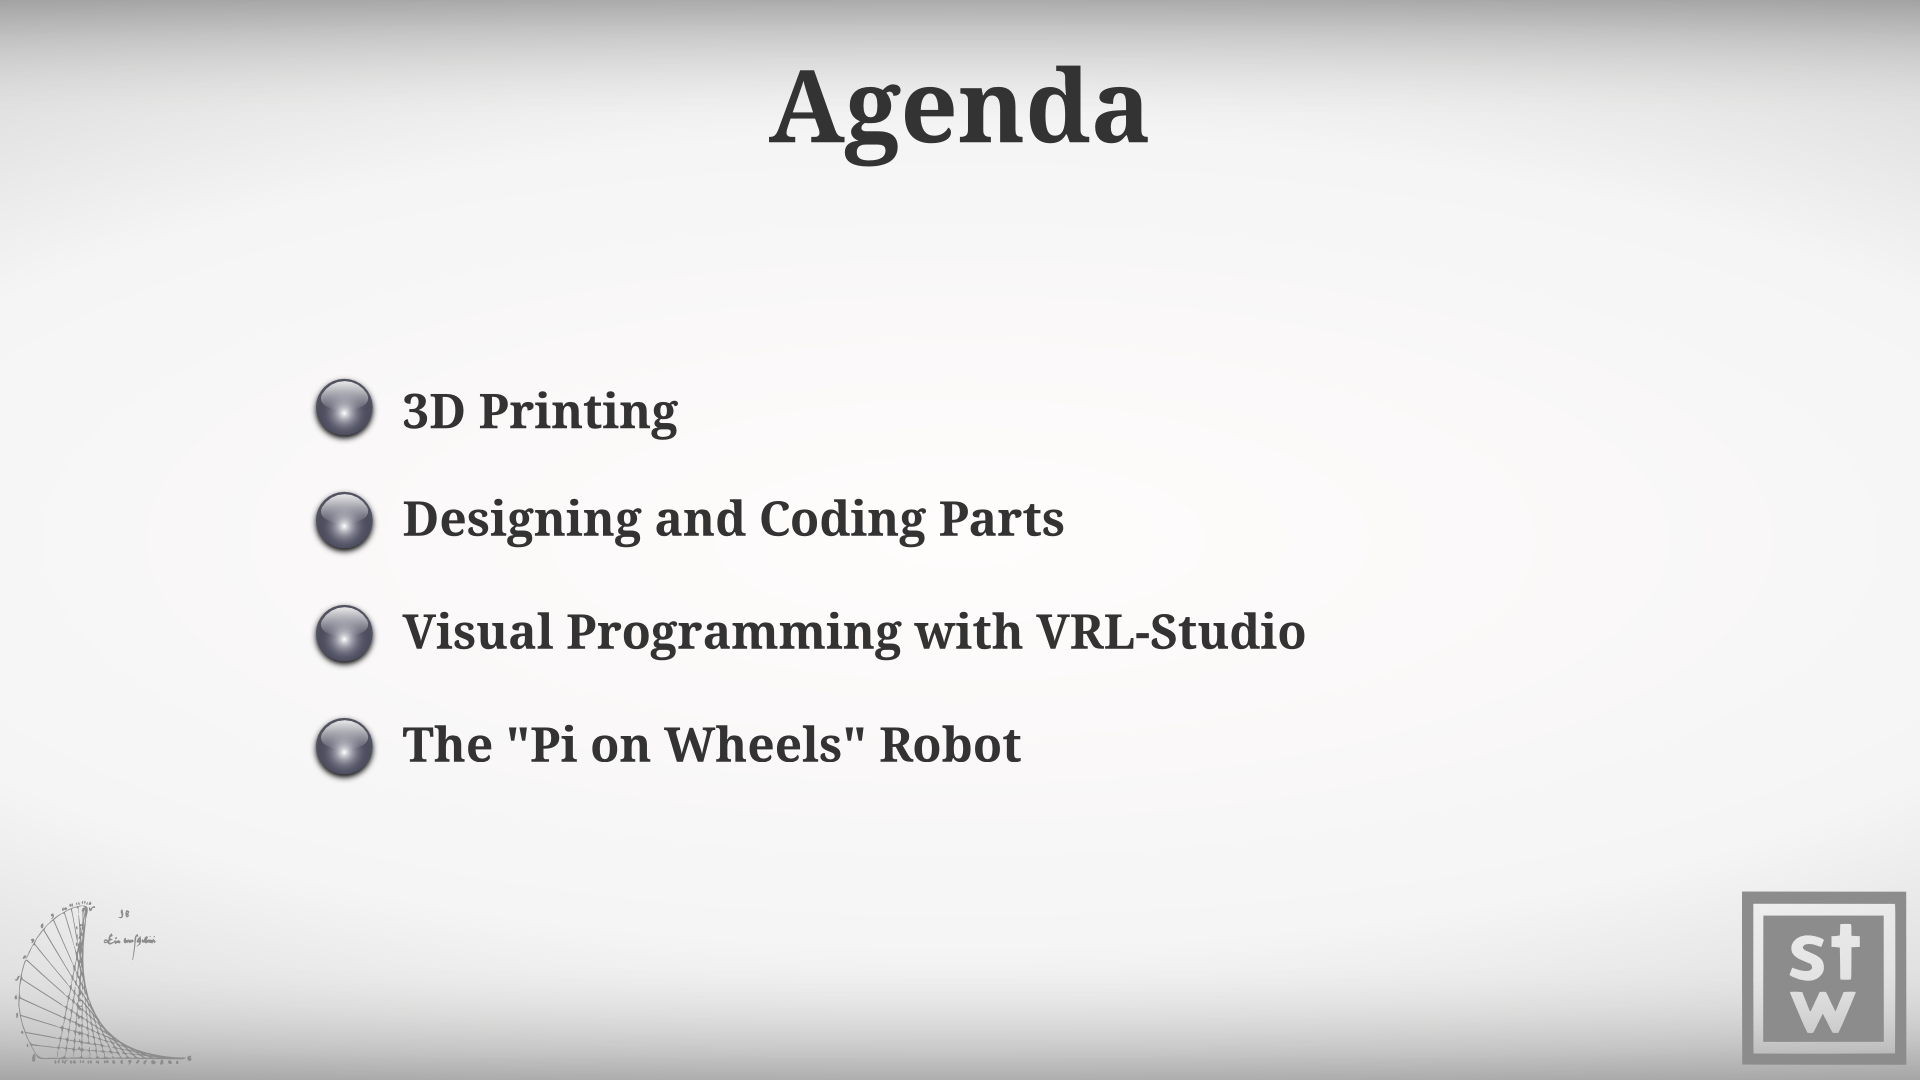 Agenda
3D Printing
Designing and Coding Parts
Visual Programming with VRL-Studio
The "Pi on Wheels" Robot
st
w